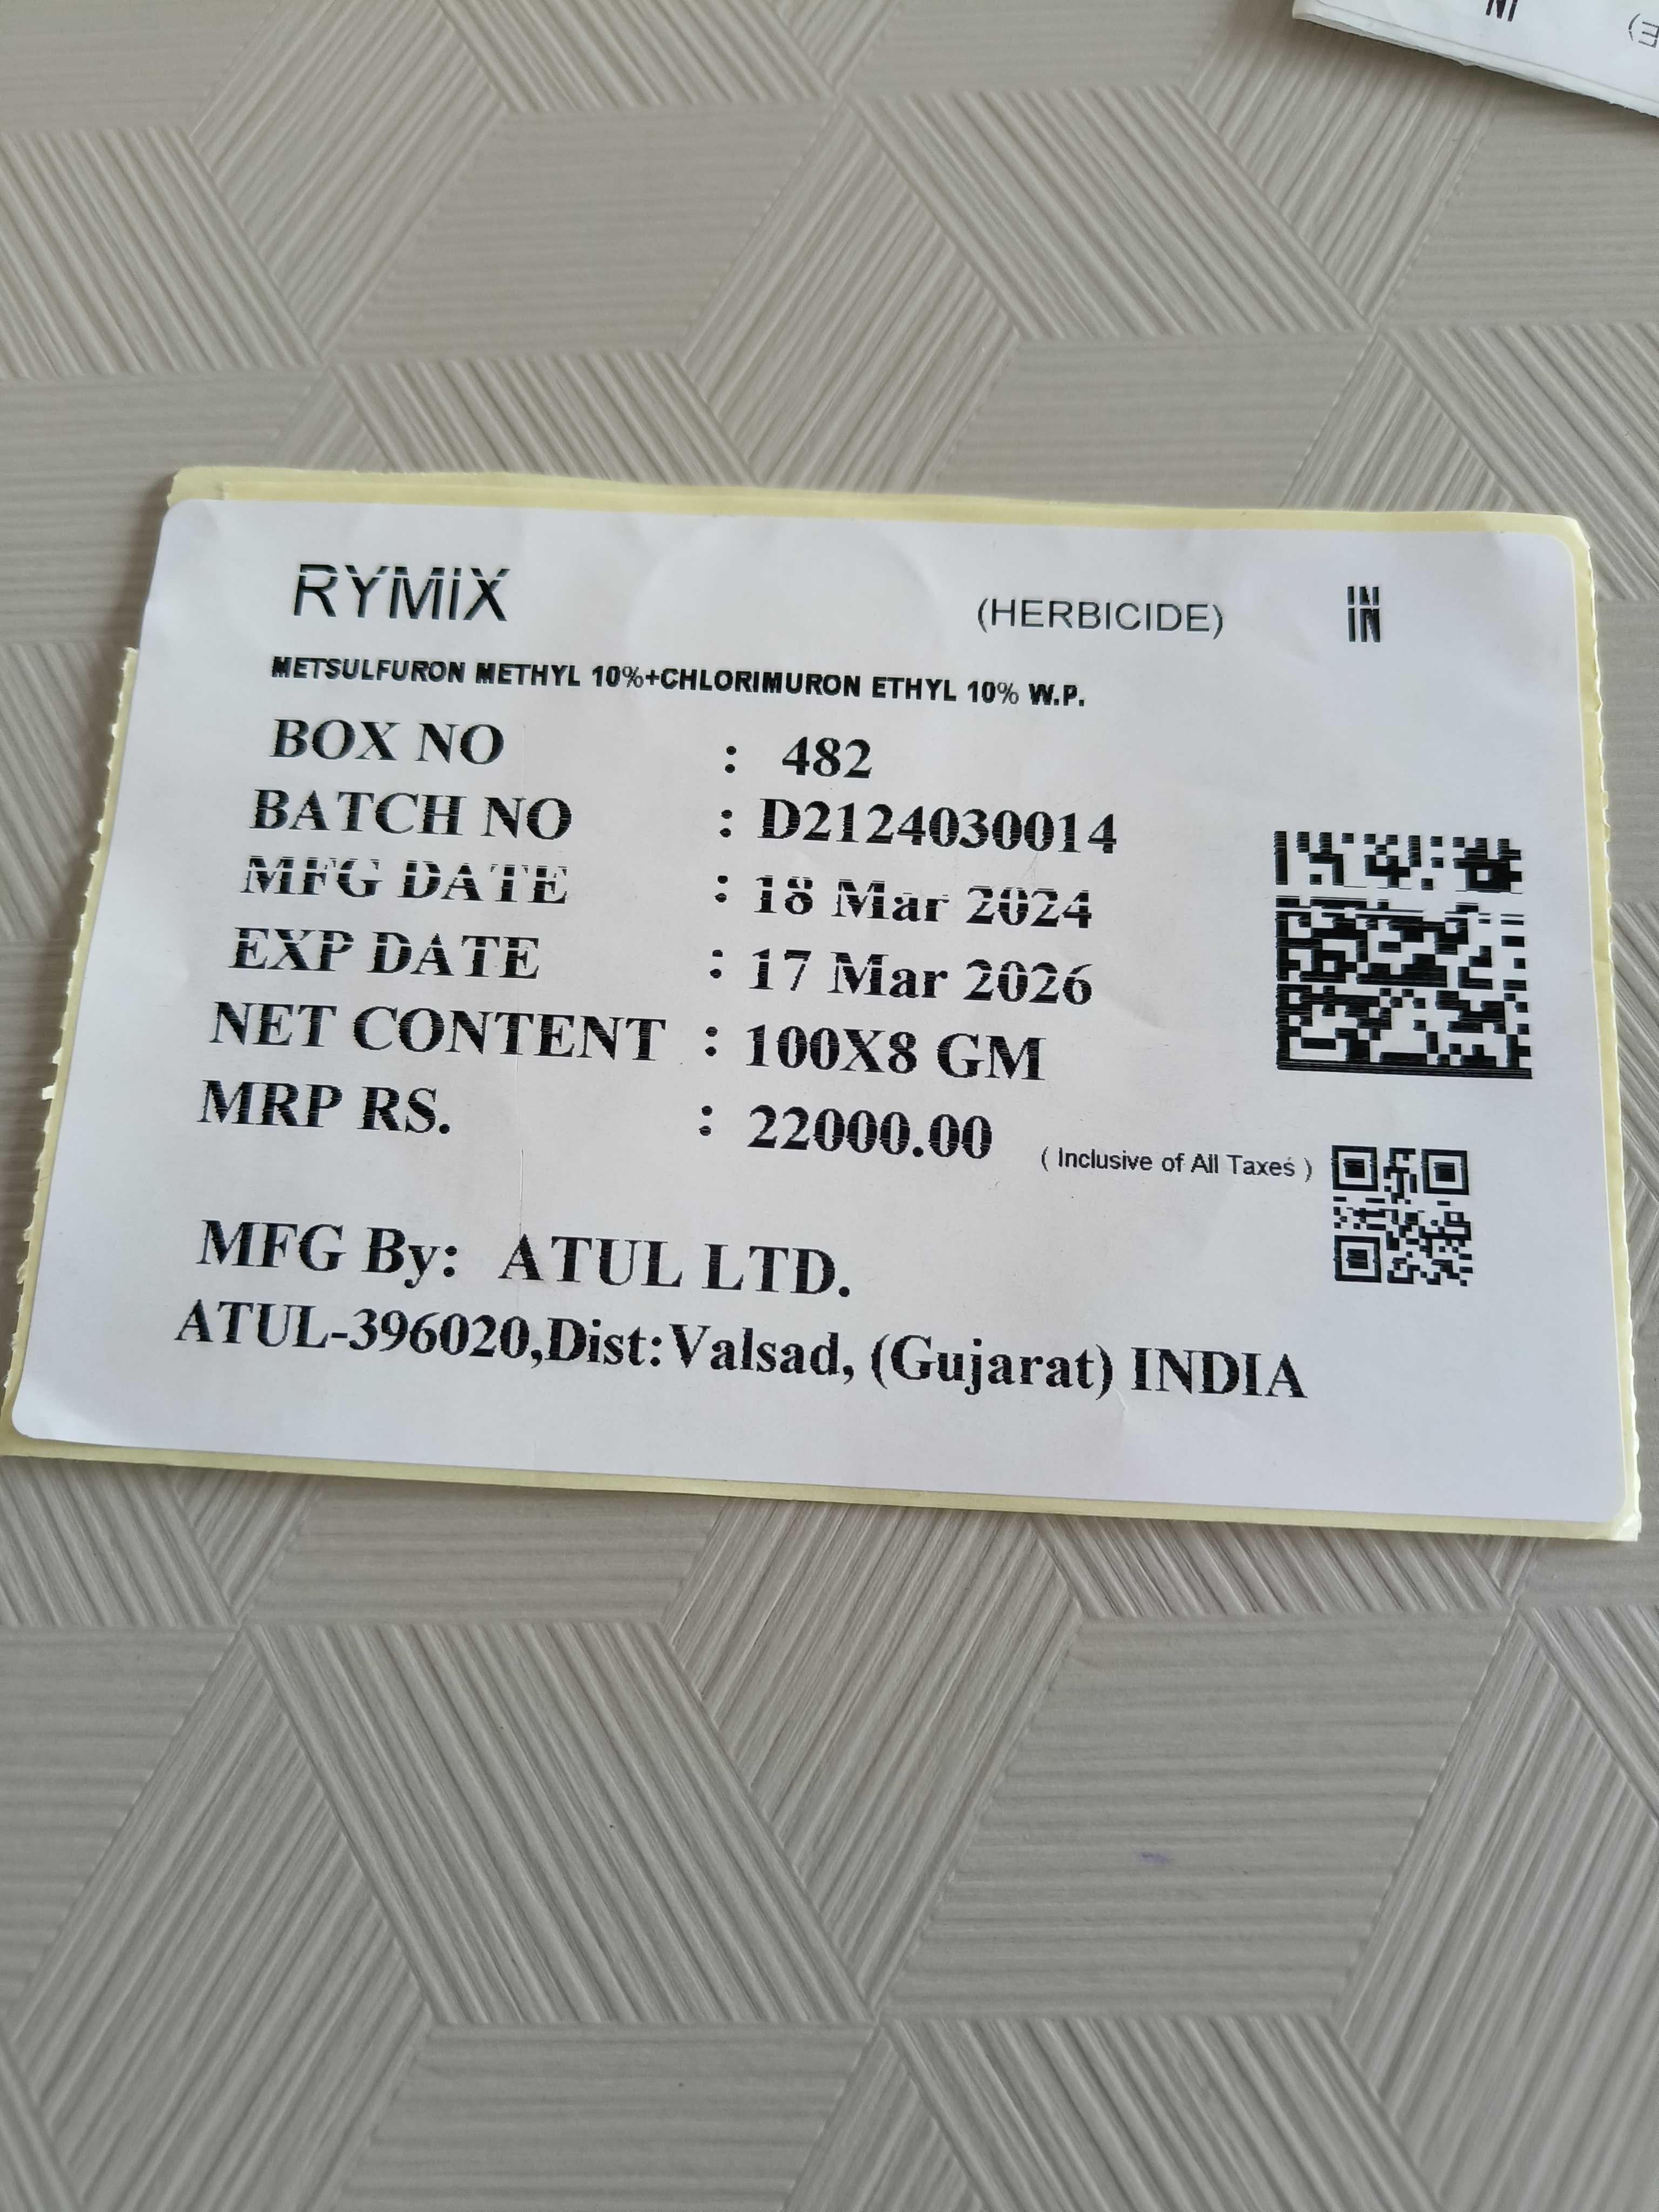 RYMIX (HERBICIDE) IN
METSULFURON METHYL 10%+CHLORIMURON ETHYL 10% W.P.
BOX NO : 482
BATCH NO : D2124030014
MFG DATE : 18 Mar 2024
EXP DATE : 17 Mar 2026
NET CONTENT : 100X8 GM
MRP RS. : 22000.00 ( Inclusive of All Taxes )
MFG By: ATUL LTD.
ATUL-396020,Dist:Valsad, (Gujarat) INDIA